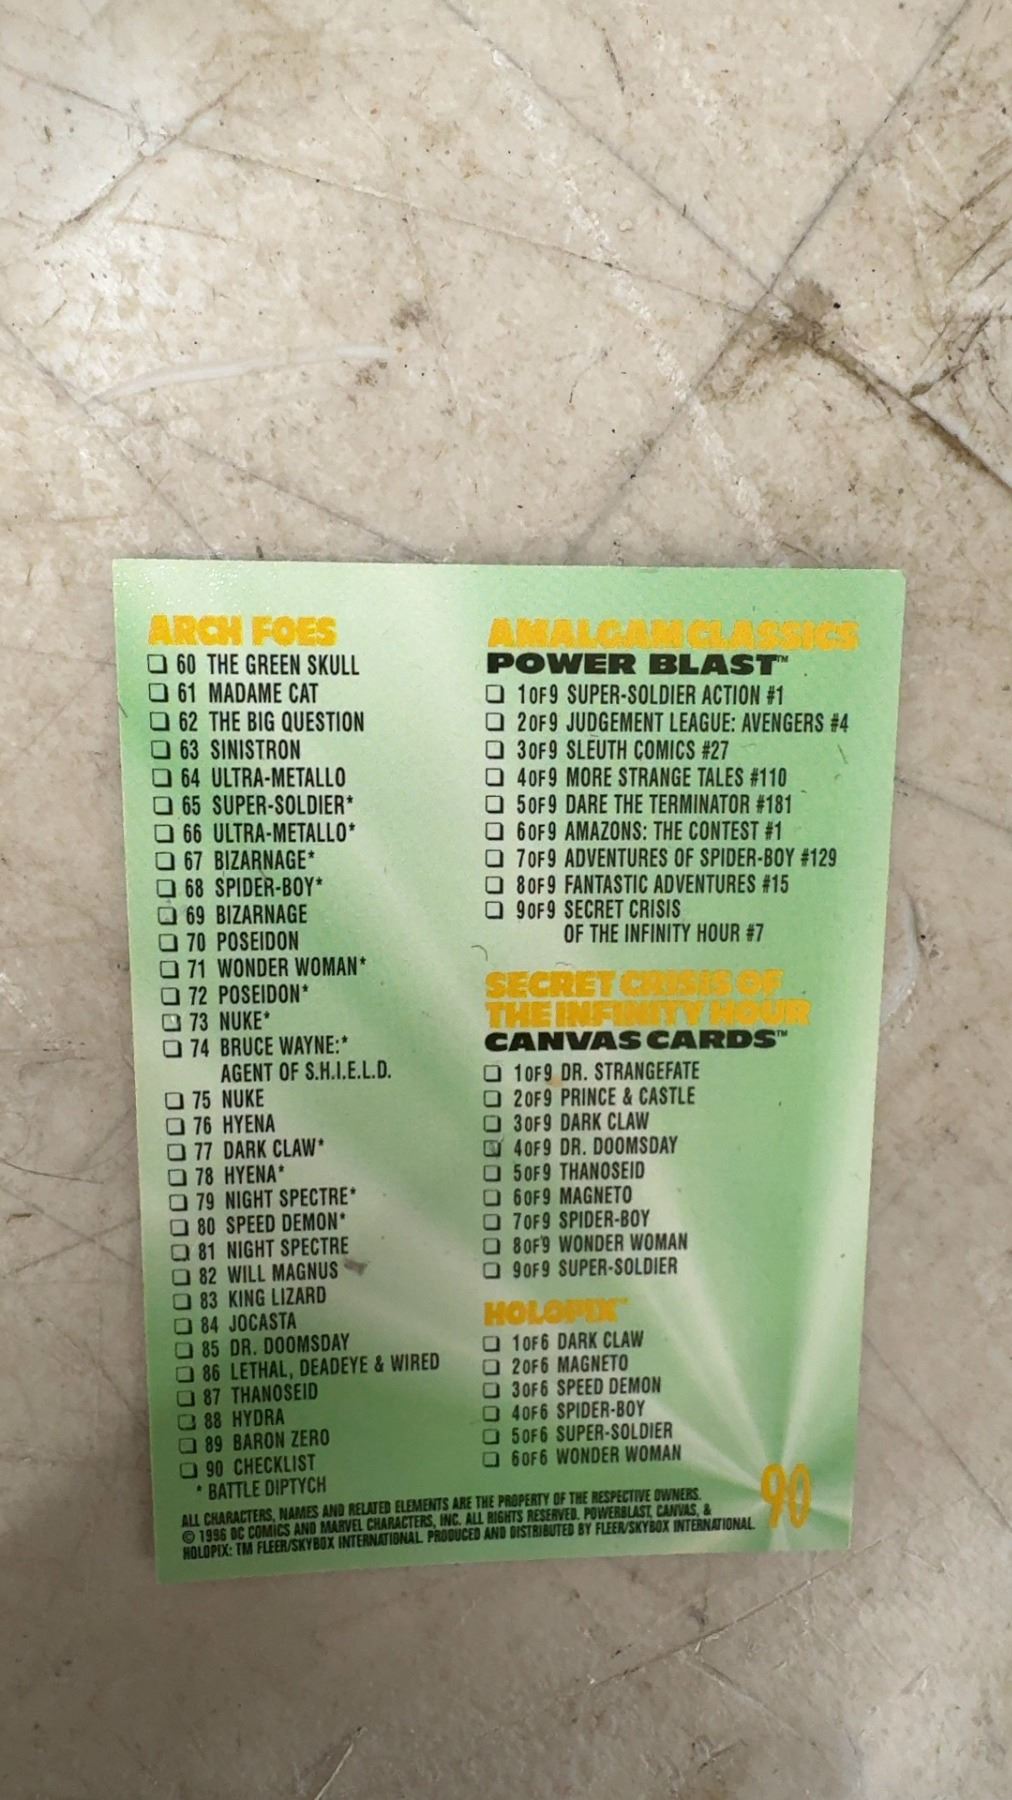 ARCH FOES
60 THE GREEN SKULL
61 MADAME CAT
62 THE BIG QUESTION
63 SINISTRON
64 ULTRA-METALLO
65 SUPER-SOLDIER*
66 ULTRA-METALLO*
67 BIZARNAGE*
68 SPIDER-BOY*
69 BIZARNAGE
70 POSEIDON
71 WONDER WOMAN*
72 POSEIDON*
73 NUKE*
74 BRUCE WAYNE:*
AGENT OF S.H.I.E.L.D.
75 NUKE
76 HYENA
77 DARK CLAW*
78 HYENA*
79 NIGHT SPECTRE*
80 SPEED DEMON*
81 NIGHT SPECTRE
82 WILL MAGNUS
83 KING LIZARD
84 JOCASTA
85 DR. DOOMSDAY
86 LETHAL, DEADEYE & WIRED
87 THANOSEID
88 HYDRA
89 BARON ZERO
90 CHECKLIST
* BATTLE DIPTYCH
AMALGAM CLASSICS
POWER BLAST™
1 OF 9 SUPER-SOLDIER ACTION #1
2 OF 9 JUDGEMENT LEAGUE: AVENGERS #4
3 OF 9 SLEUTH COMICS #27
4 OF 9 MORE STRANGE TALES #110
5 OF 9 DARE THE TERMINATOR #181
6 OF 9 AMAZONS: THE CONTEST #1
7 OF 9 ADVENTURES OF SPIDER-BOY #129
8 OF 9 FANTASTIC ADVENTURES #15
9 OF 9 SECRET CRISIS
OF THE INFINITY HOUR #7
SECRET CRISIS OF
THE INFINITY HOUR
CANVAS CARDS™
1 OF 9 DR. STRANGEFATE
2 OF 9 PRINCE & CASTLE
3 OF 9 DARK CLAW
4 OF 9 DR. DOOMSDAY
5 OF 9 THANOSEID
6 OF 9 MAGNETO
7 OF 9 SPIDER-BOY
8 OF 9 WONDER WOMAN
9 OF 9 SUPER-SOLDIER
HOLOPIX™
1 OF 6 DARK CLAW
2 OF 6 MAGNETO
3 OF 6 SPEED DEMON
4 OF 6 SPIDER-BOY
5 OF 6 SUPER-SOLDIER
6 OF 6 WONDER WOMAN
ALL CHARACTERS, NAMES AND RELATED ELEMENTS ARE THE PROPERTY OF THE RESPECTIVE OWNERS.
© 1996 DC COMICS AND MARVEL CHARACTERS, INC. ALL RIGHTS RESERVED. POWERBLAST, CANVAS, &
HOLOPIX: TM FLEER/SKYBOX INTERNATIONAL. PRODUCED AND DISTRIBUTED BY FLEER/SKYBOX INTERNATIONAL.
90